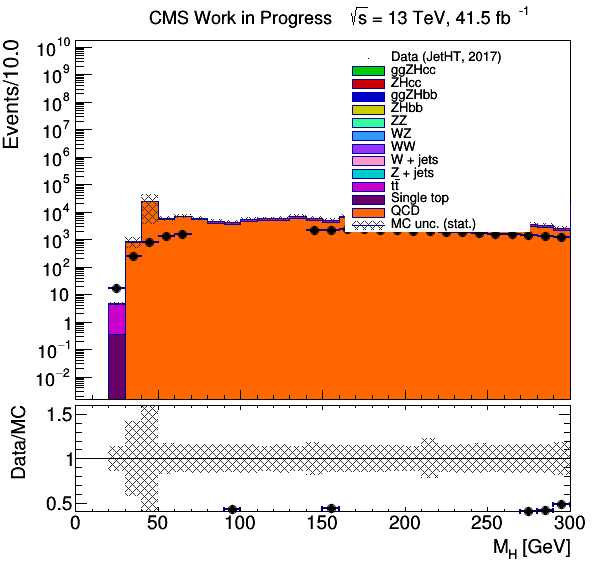 CMS Work in Progress √s = 13 TeV, 41.5 fb⁻¹
Events/10.0
10¹⁰
10⁹
10⁸
10⁷
10⁶
10⁵
10⁴
10³
10²
10
1
10⁻¹
10⁻²
Data (JetHT, 2017)
ggZHcc
ZHcc
ggZHbb
ZHbb
ZZ
WZ
WW
W + jets
Z + jets
tt̄
Single top
QCD
MC unc. (stat.)
Data/MC
1.5
1
0.5
0 50 100 150 200 250 300
M_H [GeV]